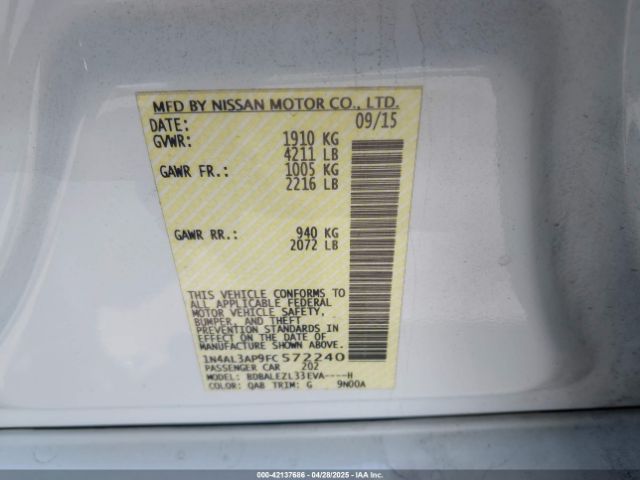 MFD BY NISSAN MOTOR CO., LTD.
DATE: 09/15
GVWR: 1910 KG
4211 LB
GAWR FR.: 1005 KG
2216 LB
GAWR RR.: 940 KG
2072 LB
THIS VEHICLE CONFORMS TO
ALL APPLICABLE FEDERAL
MOTOR VEHICLE SAFETY,
BUMPER, AND THEFT
PREVENTION STANDARDS IN
EFFECT ON THE DATE OF
MANUFACTURE SHOWN ABOVE.
1N4AL3AP9FC572240
PASSENGER CAR 202
MODEL: BDBALEZL33EVA----H
COLOR: QAB TRIM: G 9N00A
000-42137686 | 04/28/2025 | IAA Inc.